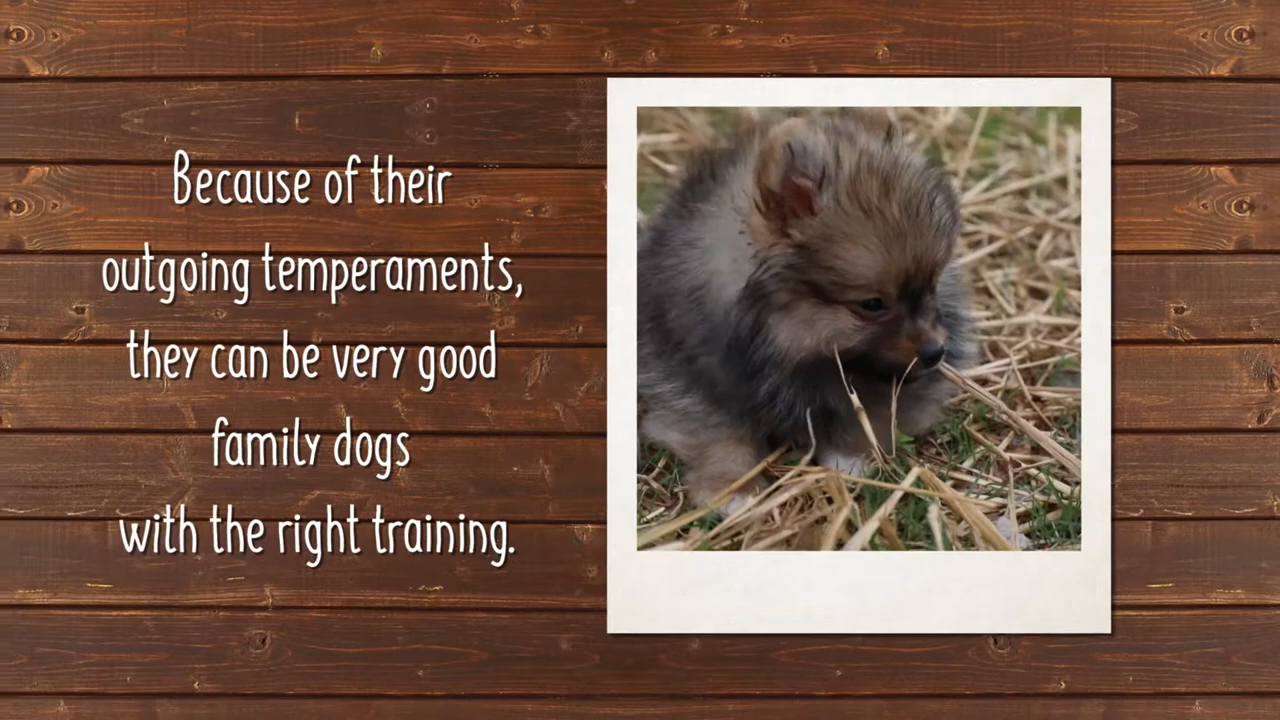 Because of their
outgoing temperaments,
they can be very good
family dogs
with the right training.